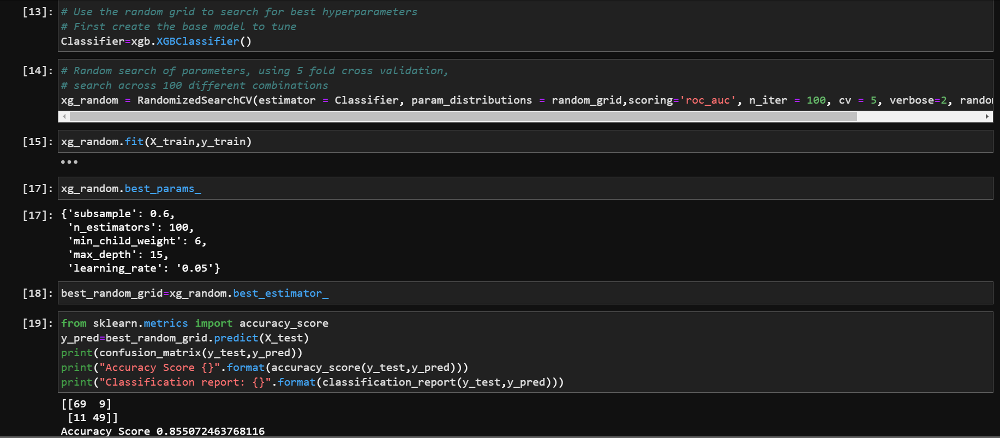 [13]: # Use the random grid to search for best hyperparameters
# First create the base model to tune
Classifier=xgb.XGBClassifier()
[14]: # Random search of parameters, using 5 fold cross validation,
# search across 100 different combinations
xg_random = RandomizedSearchCV(estimator = Classifier, param_distributions = random_grid,scoring='roc_auc', n_iter = 100, cv = 5, verbose=2, rando
[15]: xg_random.fit(X_train,y_train)
•••
[17]: xg_random.best_params_
[17]: {'subsample': 0.6,
'n_estimators': 100,
'min_child_weight': 6,
'max_depth': 15,
'learning_rate': '0.05'}
[18]: best_random_grid=xg_random.best_estimator_
[19]: from sklearn.metrics import accuracy_score
y_pred=best_random_grid.predict(X_test)
print(confusion_matrix(y_test,y_pred))
print("Accuracy Score {}".format(accuracy_score(y_test,y_pred)))
print("Classification report: {}".format(classification_report(y_test,y_pred)))
[[69  9]
[11 49]]
Accuracy Score 0.855072463768116